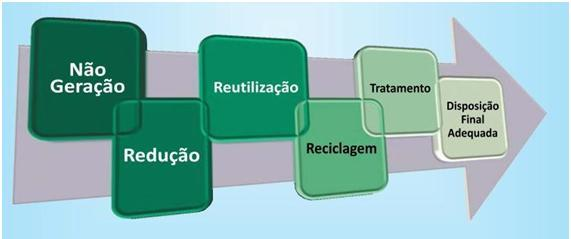 Não
Geração
Redução
Reutilização
Reciclagem
Tratamento
Disposição
Final
Adequada